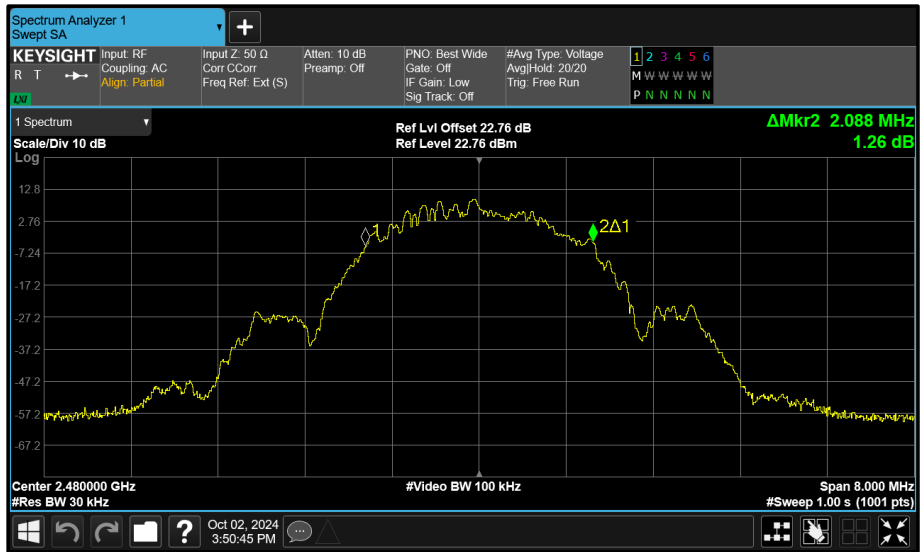 Spectrum Analyzer 1
Swept SA
KEYSIGHT
R T
LXI
Input: RF
Coupling: AC
Align: Partial
Input Z: 50 Ω
Corr CCorr
Freq Ref: Ext (S)
Atten: 10 dB
Preamp: Off
PNO: Best Wide
Gate: Off
IF Gain: Low
Sig Track: Off
#Avg Type: Voltage
Avg|Hold: 20/20
Trig: Free Run
1 2 3 4 5 6
M W W W W W
P N N N N N
1 Spectrum
Scale/Div 10 dB
Ref Lvl Offset 22.76 dB
Ref Level 22.76 dBm
ΔMkr2 2.088 MHz
1.26 dB
Log
12.8
2.76
-7.24
-17.2
-27.2
-37.2
-47.2
-57.2
-67.2
1
2Δ1
Center 2.480000 GHz
#Res BW 30 kHz
#Video BW 100 kHz
Span 8.000 MHz
#Sweep 1.00 s (1001 pts)
?
Oct 02, 2024
3:50:45 PM